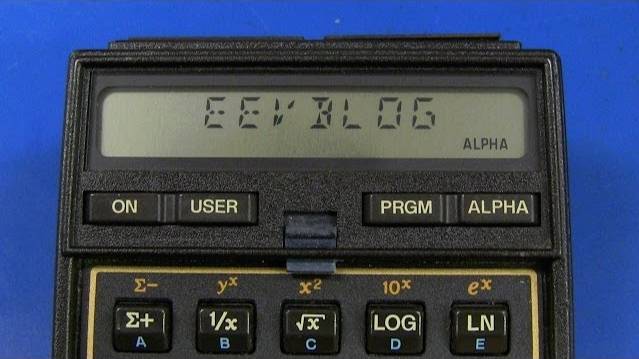 EEVBLOG
ALPHA
ON USER PRGM ALPHA
Σ− yˣ x² 10ˣ eˣ
Σ+ 1/x √x LOG LN
A B C D E